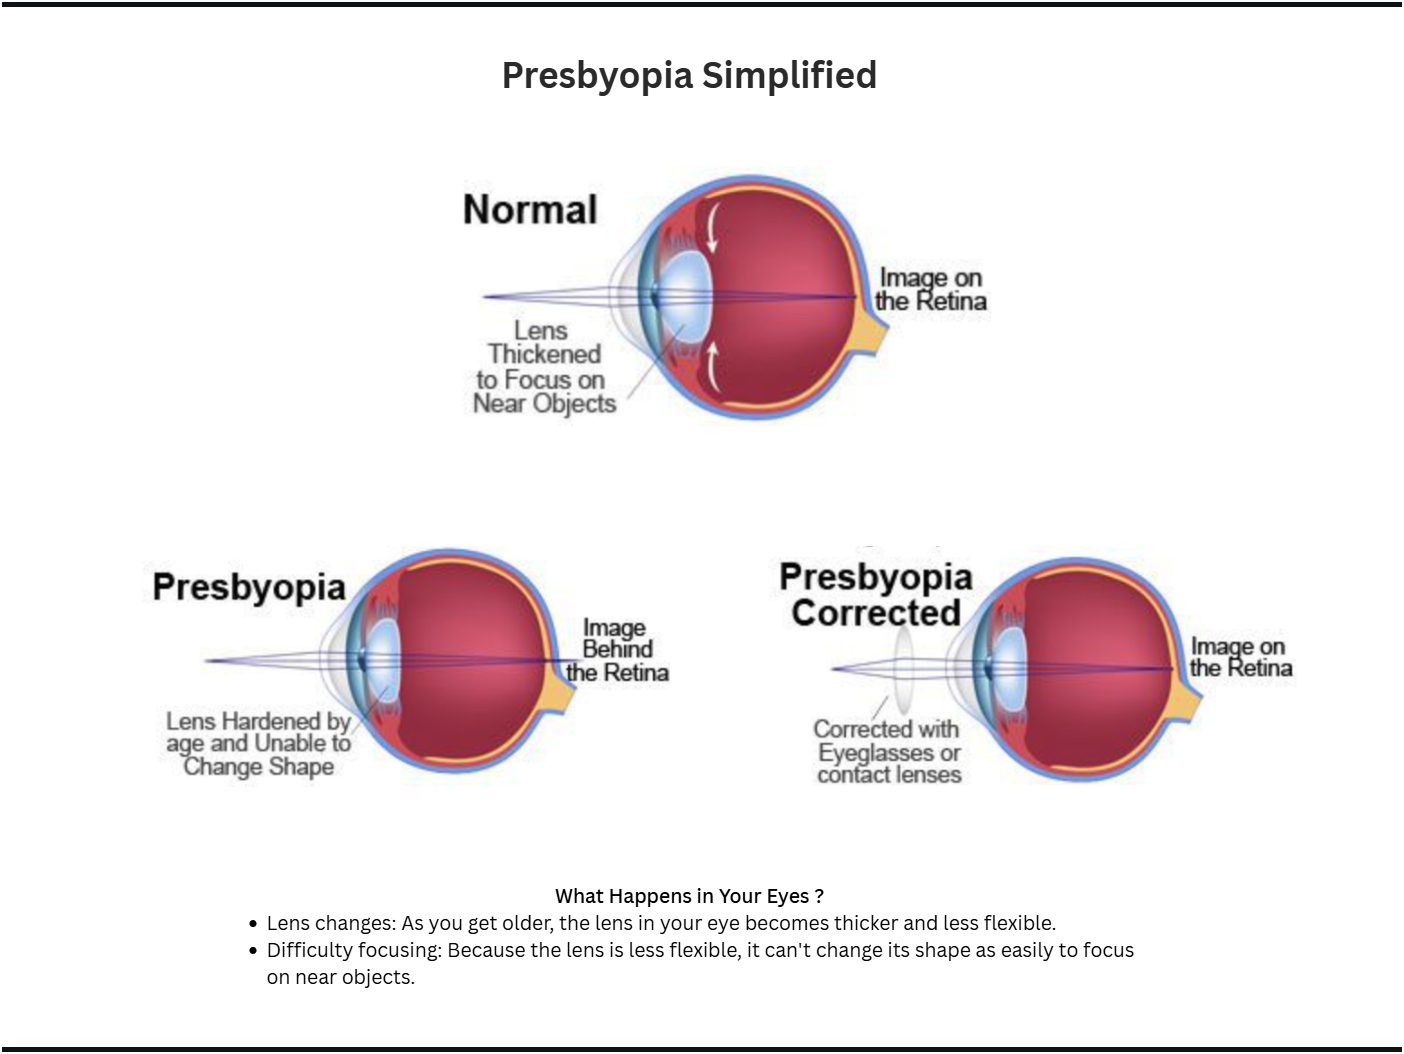 Presbyopia Simplified
Normal
Image on
the Retina
Lens
Thickened
to Focus on
Near Objects
Presbyopia
Image
Behind
the Retina
Lens Hardened by
age and Unable to
Change Shape
Presbyopia
Corrected
Image on
the Retina
Corrected with
Eyeglasses or
contact lenses
What Happens in Your Eyes ?
• Lens changes: As you get older, the lens in your eye becomes thicker and less flexible.
• Difficulty focusing: Because the lens is less flexible, it can't change its shape as easily to focus
on near objects.